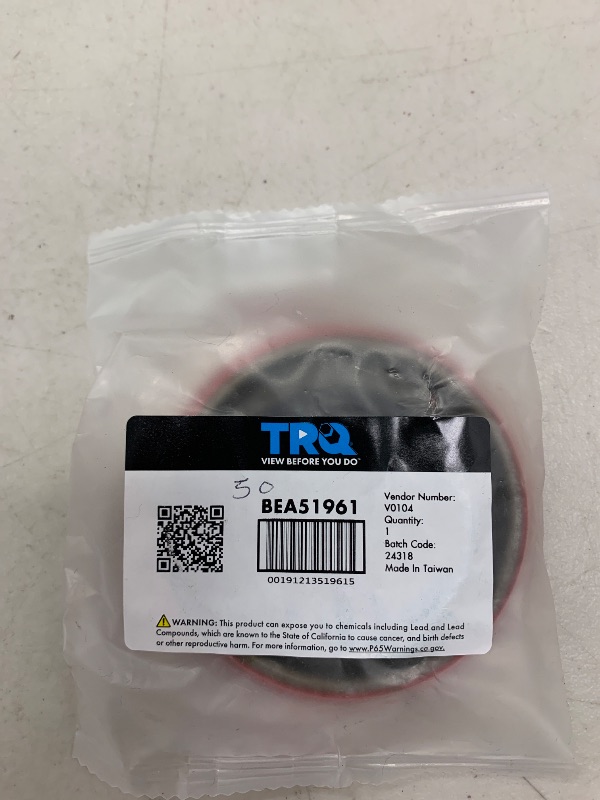 TRQ
VIEW BEFORE YOU DO™
50
BEA51961
00191213519615
Vendor Number:
V0104
Quantity:
1
Batch Code:
24318
Made In Taiwan
WARNING: This product can expose you to chemicals including Lead and Lead
Compounds, which are known to the State of California to cause cancer, and birth defects
or other reproductive harm. For more information, go to www.P65Warnings.ca.gov.